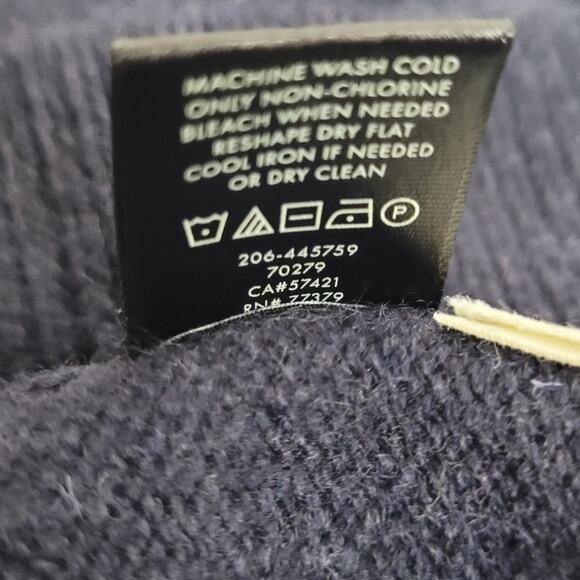 MACHINE WASH COLD
ONLY NON-CHLORINE
BLEACH WHEN NEEDED
RESHAPE DRY FLAT
COOL IRON IF NEEDED
OR DRY CLEAN
P
206-445759
70279
CA#57421
RN# 77379